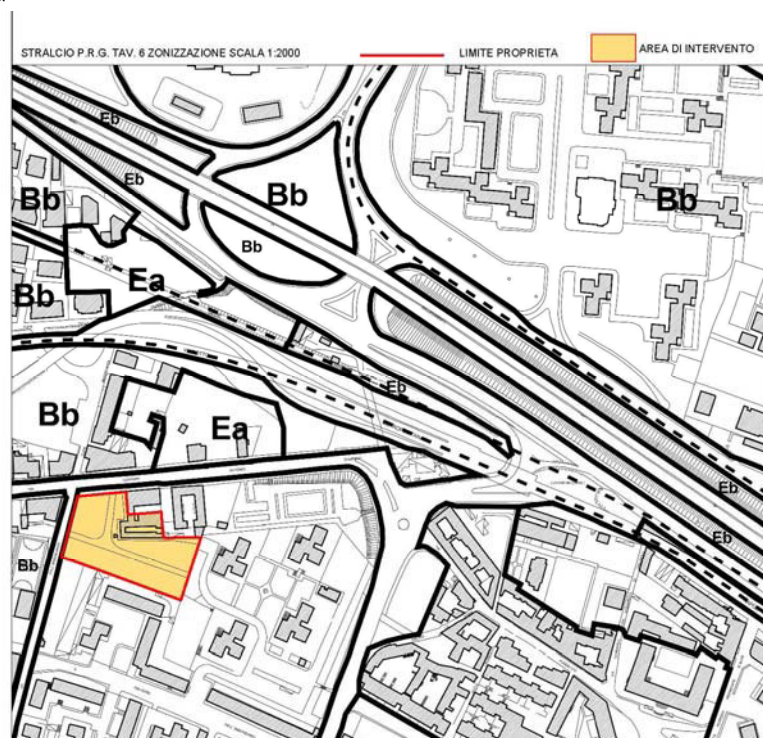 STRALCIO P.R.G. TAV. 6 ZONIZZAZIONE SCALA 1:2000 LIMITE PROPRIETA AREA DI INTERVENTO
Eb
Eb
Bb
Bb
Bb
Bb
Ea
Bb
Eb
Bb
Ea
Eb
Eb
Bb